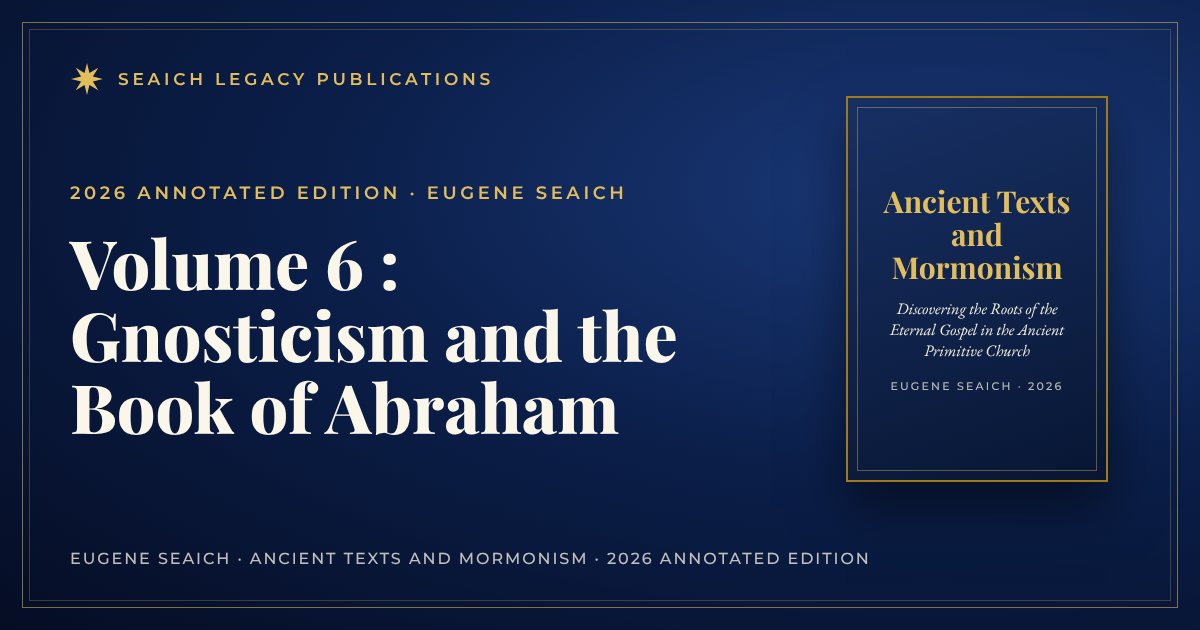 SEAICH LEGACY PUBLICATIONS
2026 ANNOTATED EDITION · EUGENE SEAICH
Volume 6 :
Gnosticism and the
Book of Abraham
Ancient Texts
and
Mormonism
Discovering the Roots of the
Eternal Gospel in the Ancient
Primitive Church
EUGENE SEAICH · 2026
EUGENE SEAICH · ANCIENT TEXTS AND MORMONISM · 2026 ANNOTATED EDITION